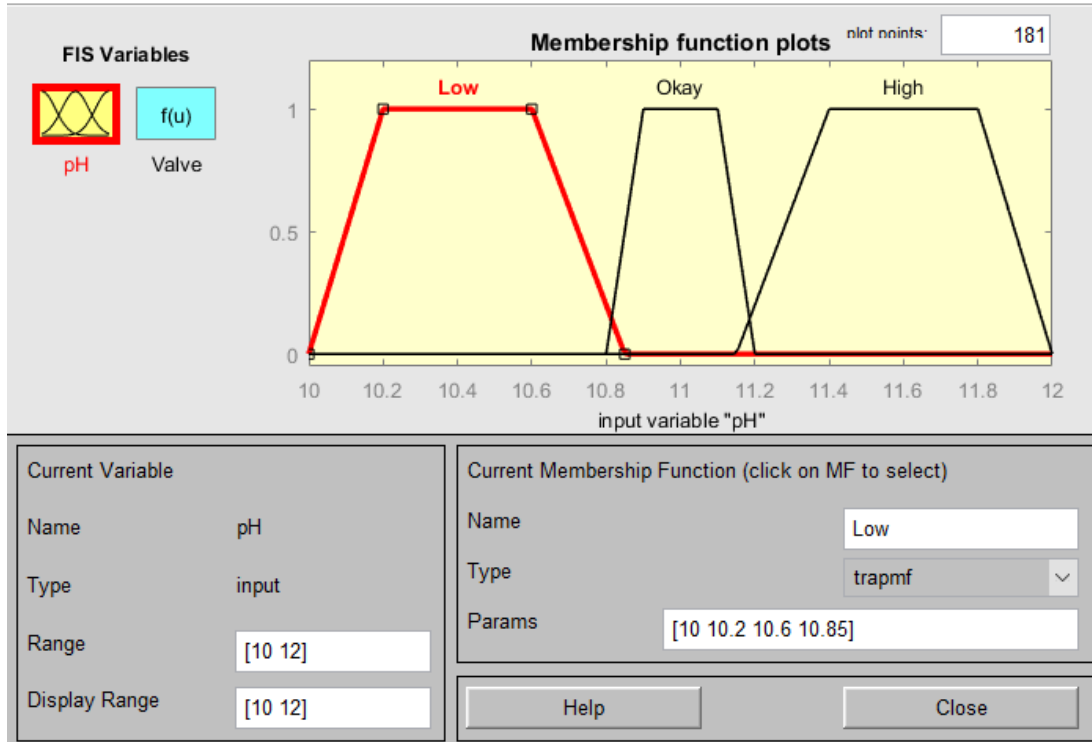 FIS Variables
f(u)
pH
Valve
Membership function plots
plot points:
181
Low
Okay
High
1
0.5
0
10
10.2
10.4
10.6
10.8
11
11.2
11.4
11.6
11.8
12
input variable "pH"
Current Variable
Name
pH
Type
input
Range
[10 12]
Display Range
[10 12]
Current Membership Function (click on MF to select)
Name
Low
Type
trapmf
Params
[10 10.2 10.6 10.85]
Help
Close